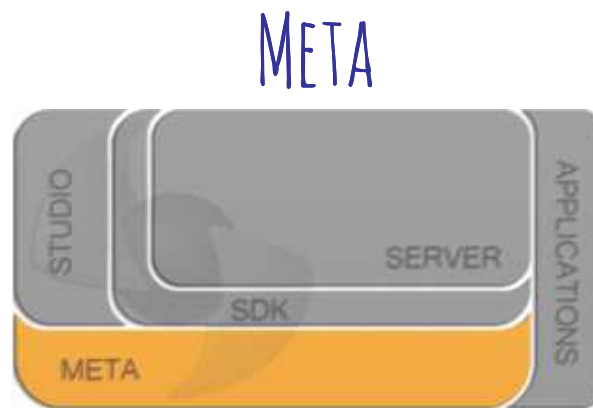 META
STUDIO
SERVER
APPLICATIONS
SDK
META